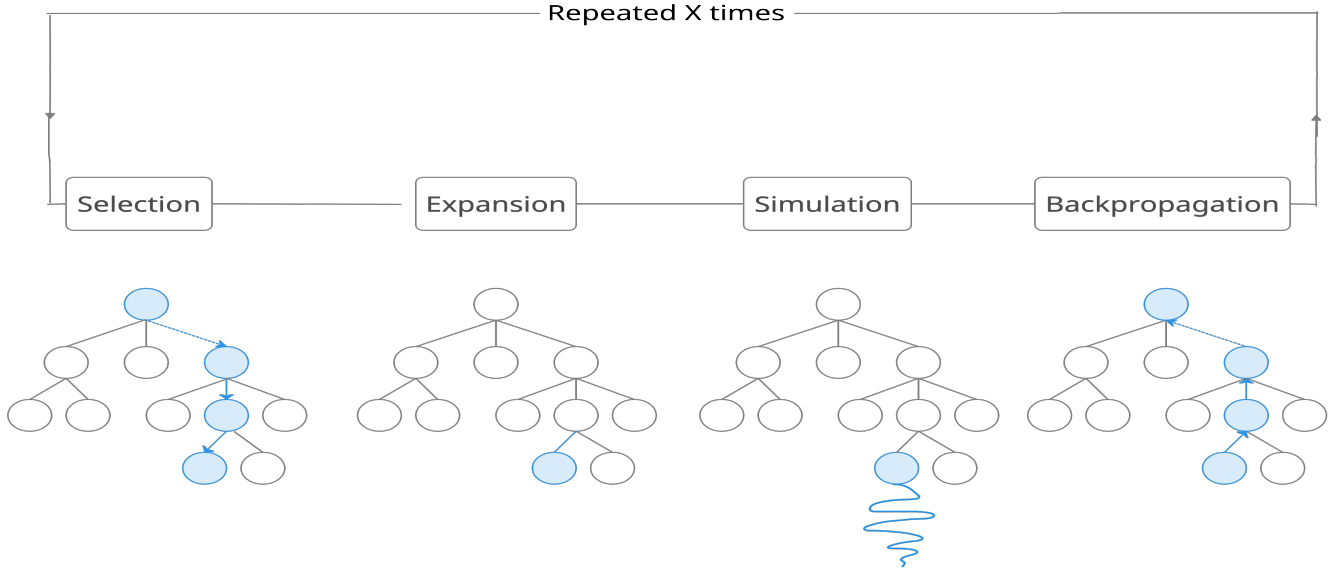 Repeated X times
Selection
Expansion
Simulation
Backpropagation